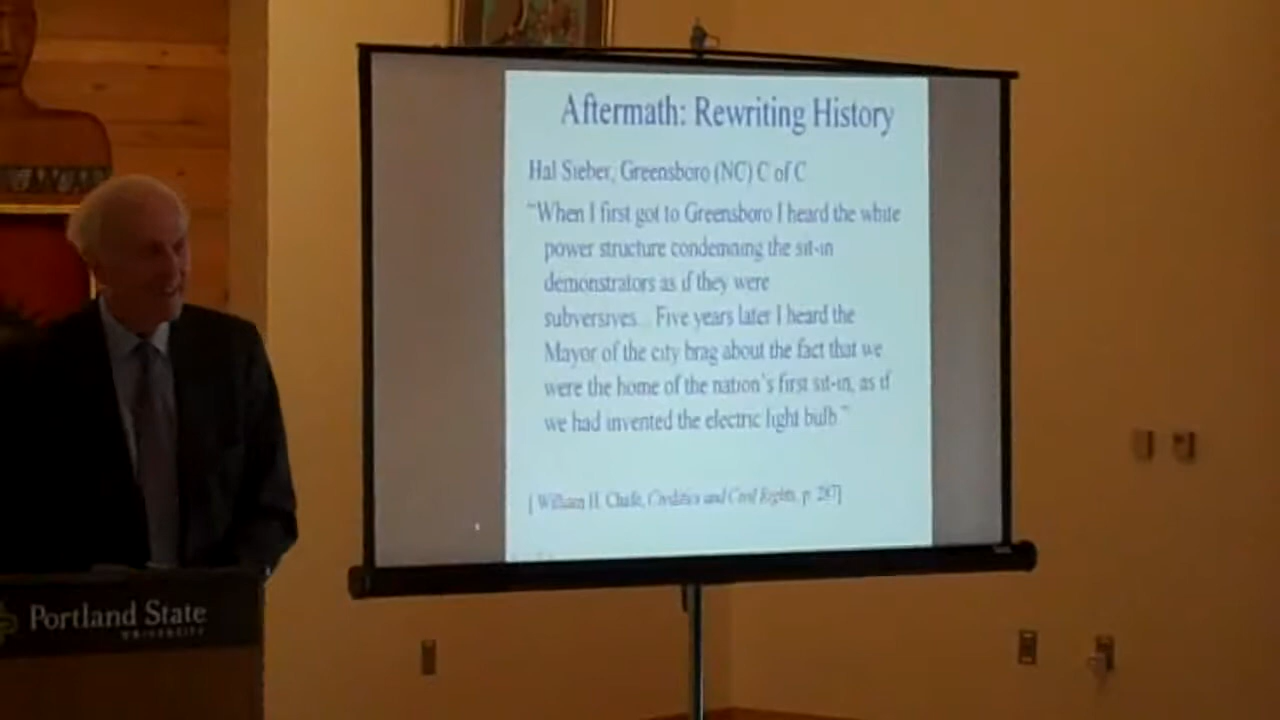 Aftermath: Rewriting History
Hal Sieber, Greensboro (NC) C of C
"When I first got to Greensboro I heard the white
power structure condemning the sit-in
demonstrators as if they were
subversives... Five years later I heard the
Mayor of the city brag about the fact that we
were the home of the nation's first sit-in, as if
we had invented the electric light bulb."
[ William H. Chafe, Civilities and Civil Rights, p. 287]
Portland State
UNIVERSITY